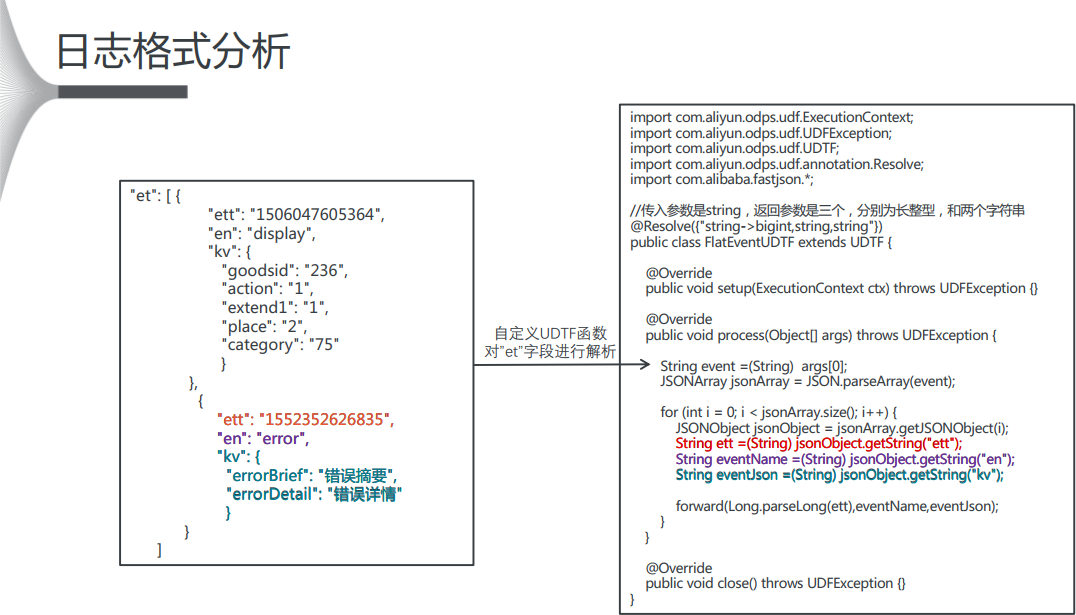 日志格式分析
"et": [ {
"ett": "1506047605364",
"en": "display",
"kv": {
"goodsid": "236",
"action": "1",
"extend1": "1",
"place": "2",
"category": "75"
}
},
{
"ett": "1552352626835",
"en": "error",
"kv": {
"errorBrief": "错误摘要",
"errorDetail": "错误详情"
}
}
]
自定义UDTF函数
对"et"字段进行解析
import com.aliyun.odps.udf.ExecutionContext;
import com.aliyun.odps.udf.UDFException;
import com.aliyun.odps.udf.UDTF;
import com.aliyun.odps.udf.annotation.Resolve;
import com.alibaba.fastjson.*;
//传入参数是string，返回参数是三个，分别为长整型，和两个字符串
@Resolve({"string->bigint,string,string"})
public class FlatEventUDTF extends UDTF {
@Override
public void setup(ExecutionContext ctx) throws UDFException {}
@Override
public void process(Object[] args) throws UDFException {
String event =(String) args[0];
JSONArray jsonArray = JSON.parseArray(event);
for (int i = 0; i < jsonArray.size(); i++) {
JSONObject jsonObject = jsonArray.getJSONObject(i);
String ett =(String) jsonObject.getString("ett");
String eventName =(String) jsonObject.getString("en");
String eventJson =(String) jsonObject.getString("kv");
forward(Long.parseLong(ett),eventName,eventJson);
}
}
@Override
public void close() throws UDFException {}
}